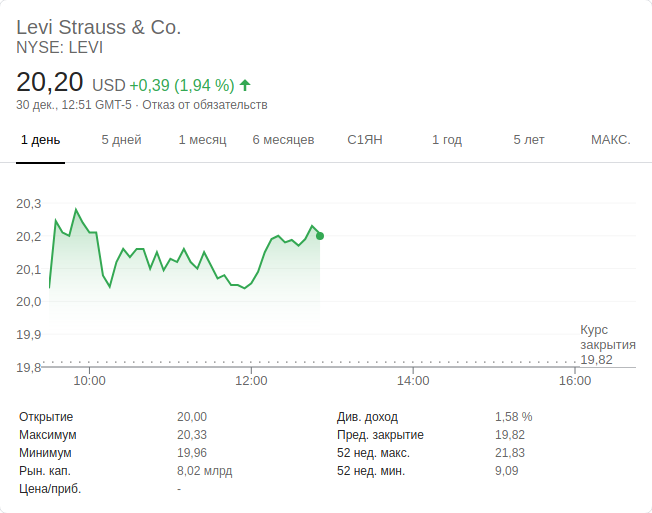 Levi Strauss & Co.
NYSE: LEVI
20,20 USD +0,39 (1,94 %)
30 дек., 12:51 GMT-5 · Отказ от обязательств
1 день 5 дней 1 месяц 6 месяцев С1ЯН 1 год 5 лет МАКС.
20,3
20,2
20,1
20,0
19,9
19,8
Курс
закрытия
19,82
10:00 12:00 14:00 16:00
Открытие 20,00 Див. доход 1,58 %
Максимум 20,33 Пред. закрытие 19,82
Минимум 19,96 52 нед. макс. 21,83
Рын. кап. 8,02 млрд 52 нед. мин. 9,09
Цена/приб. -